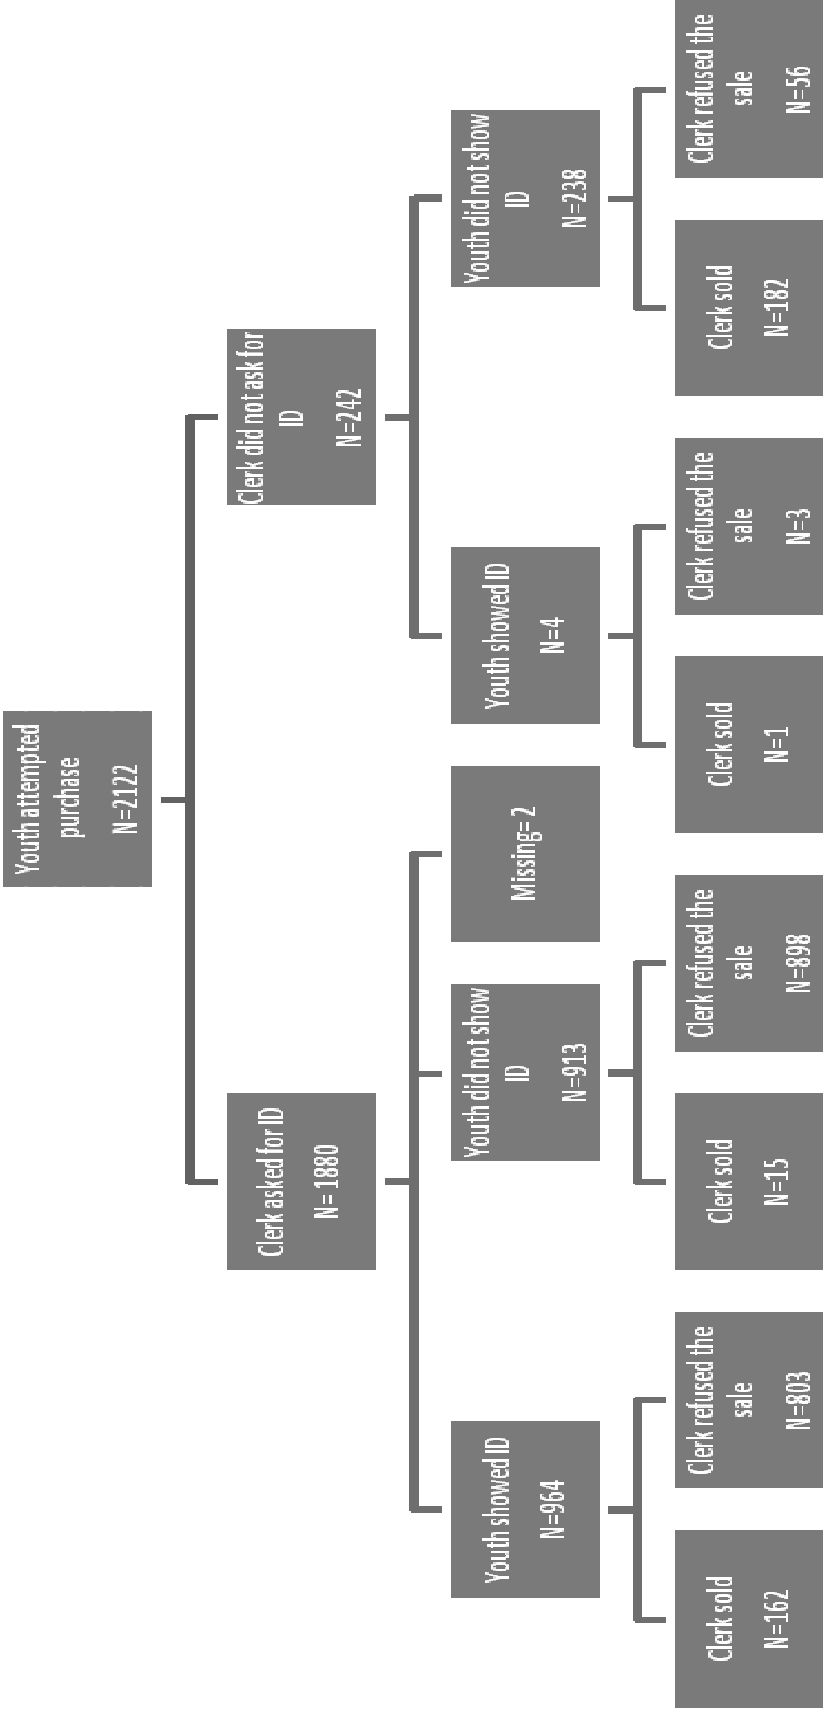 Youth attempted
purchase
N=2122
Clerk asked for ID
N= 1880
Clerk did not ask for
ID
N=242
Youth showed ID
N=964
Youth did not show
ID
N=913
Missing= 2
Youth showed ID
N=4
Youth did not show
ID
N=238
Clerk sold
N=162
Clerk refused the
sale
N=803
Clerk sold
N=15
Clerk refused the
sale
N=898
Clerk sold
N=1
Clerk refused the
sale
N=3
Clerk sold
N=182
Clerk refused the
sale
N=56